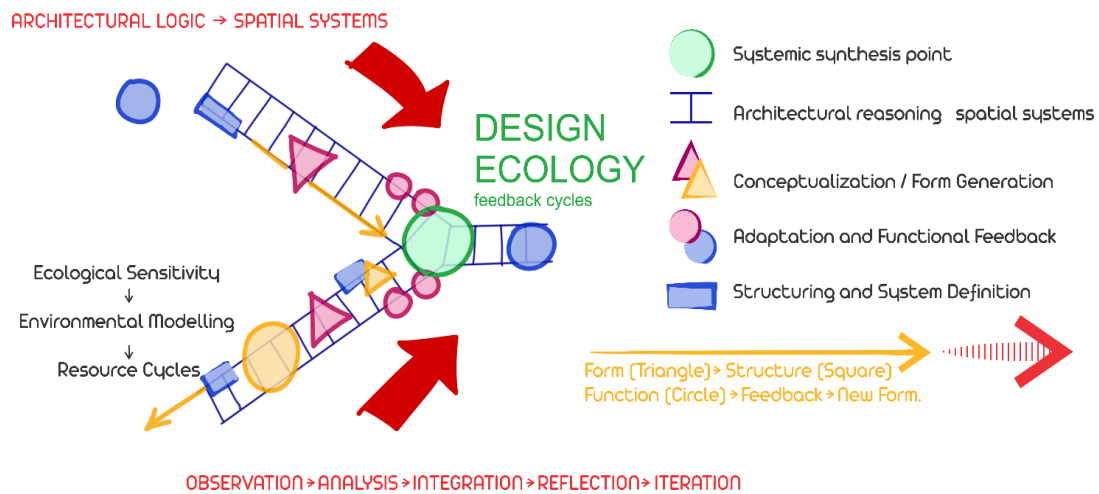 ARCHITECTURAL LOGIC → SPATIAL SYSTEMS
DESIGN
ECOLOGY
feedback cycles
Ecological Sensitivity
↓
Environmental Modelling
↓
Resource Cycles
Systemic synthesis point
Architectural reasoning spatial systems
Conceptualization / Form Generation
Adaptation and Functional Feedback
Structuring and System Definition
Form (Triangle)→ Structure (Square)
Function (Circle)→Feedback→New Form.
OBSERVATION→ANALYSIS→INTEGRATION→REFLECTION→ITERATION